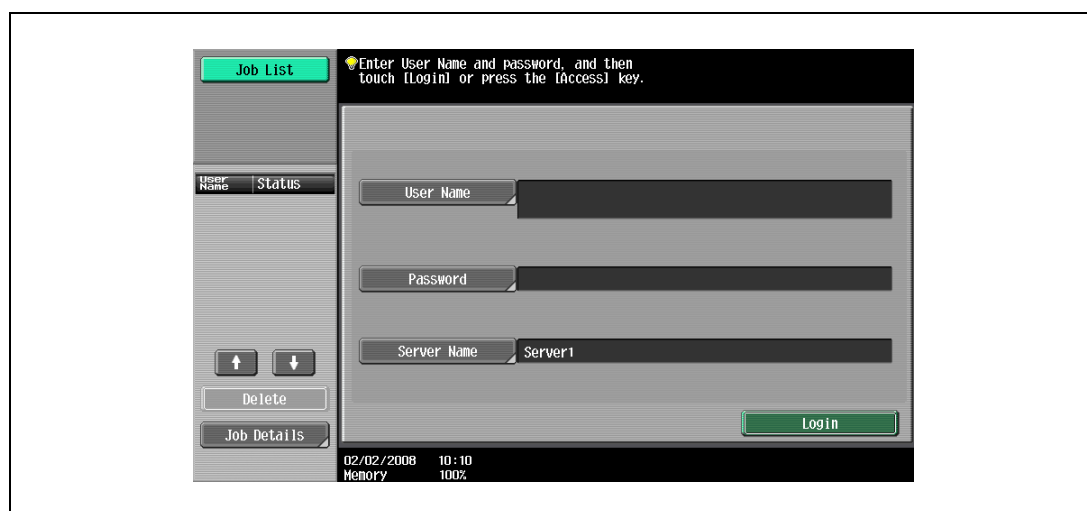 Job List
Enter User Name and password, and then
touch [Login] or press the [Access] key.
User Name Status
User Name
Password
Server Name Server1
Delete
Job Details
Login
02/02/2008 10:10
Memory 100%